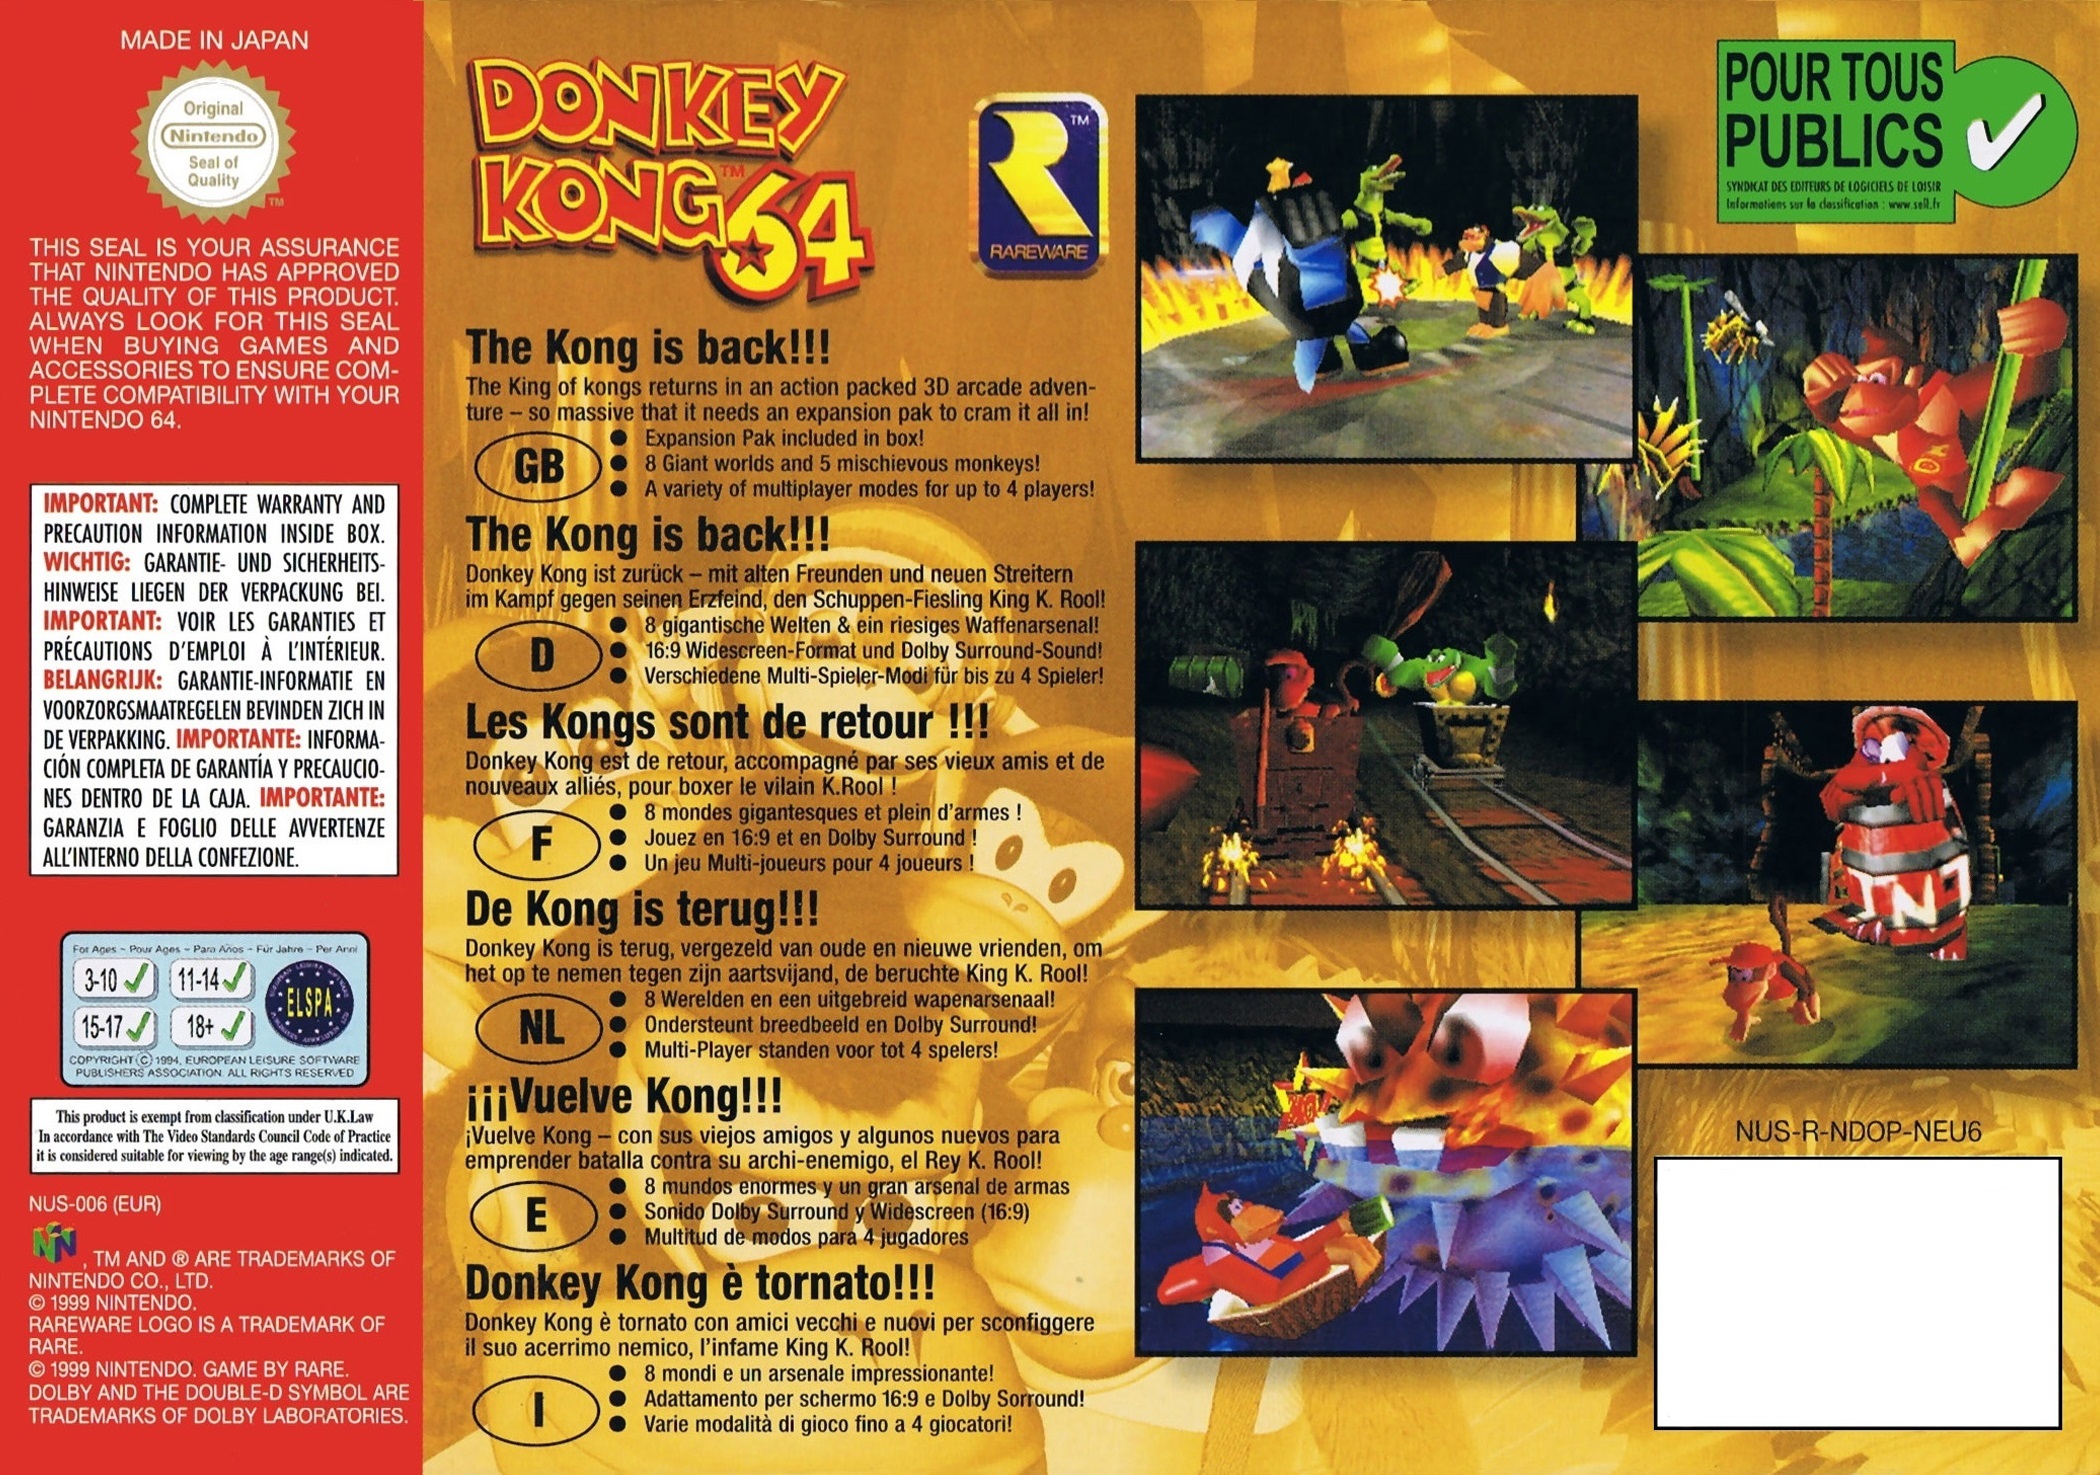 MADE IN JAPAN
Original
Nintendo
Seal of
Quality
TM
THIS SEAL IS YOUR ASSURANCE
THAT NINTENDO HAS APPROVED
THE QUALITY OF THIS PRODUCT.
ALWAYS LOOK FOR THIS SEAL
WHEN BUYING GAMES AND
ACCESSORIES TO ENSURE COM-
PLETE COMPATIBILITY WITH YOUR
NINTENDO 64.
IMPORTANT: COMPLETE WARRANTY AND
PRECAUTION INFORMATION INSIDE BOX.
WICHTIG: GARANTIE- UND SICHERHEITS-
HINWEISE LIEGEN DER VERPACKUNG BEI.
IMPORTANT: VOIR LES GARANTIES ET
PRÉCAUTIONS D'EMPLOI À L'INTÉRIEUR.
BELANGRIJK: GARANTIE-INFORMATIE EN
VOORZORGSMAATREGELEN BEVINDEN ZICH IN
DE VERPAKKING. IMPORTANTE: INFORMA-
CIÓN COMPLETA DE GARANTÍA Y PRECAUCIO-
NES DENTRO DE LA CAJA. IMPORTANTE:
GARANZIA E FOGLIO DELLE AVVERTENZE
ALL'INTERNO DELLA CONFEZIONE.
For Ages – Pour Ages – Para Años – Für Jahre – Per Anni
3-10 11-14
15-17 18+
ELSPA
COPYRIGHT © 1994, EUROPEAN LEISURE SOFTWARE
PUBLISHERS ASSOCIATION. ALL RIGHTS RESERVED
This product is exempt from classification under U.K.Law
In accordance with The Video Standards Council Code of Practice
it is considered suitable for viewing by the age range(s) indicated.
NUS-006 (EUR)
, TM AND ® ARE TRADEMARKS OF
NINTENDO CO., LTD.
© 1999 NINTENDO.
RAREWARE LOGO IS A TRADEMARK OF
RARE.
© 1999 NINTENDO. GAME BY RARE.
DOLBY AND THE DOUBLE-D SYMBOL ARE
TRADEMARKS OF DOLBY LABORATORIES.
DONKEY
KONG 64
TM
R
TM
RAREWARE
The Kong is back!!!
The King of kongs returns in an action packed 3D arcade adven-
ture – so massive that it needs an expansion pak to cram it all in!
GB
● Expansion Pak included in box!
● 8 Giant worlds and 5 mischievous monkeys!
● A variety of multiplayer modes for up to 4 players!
The Kong is back!!!
Donkey Kong ist zurück – mit alten Freunden und neuen Streitern
im Kampf gegen seinen Erzfeind, den Schuppen-Fiesling King K. Rool!
D
● 8 gigantische Welten & ein riesiges Waffenarsenal!
● 16:9 Widescreen-Format und Dolby Surround-Sound!
● Verschiedene Multi-Spieler-Modi für bis zu 4 Spieler!
Les Kongs sont de retour !!!
Donkey Kong est de retour, accompagné par ses vieux amis et de
nouveaux alliés, pour boxer le vilain K.Rool !
F
● 8 mondes gigantesques et plein d'armes !
● Jouez en 16:9 et en Dolby Surround !
● Un jeu Multi-joueurs pour 4 joueurs !
De Kong is terug!!!
Donkey Kong is terug, vergezeld van oude en nieuwe vrienden, om
het op te nemen tegen zijn aartsvijand, de beruchte King K. Rool!
NL
● 8 Werelden en een uitgebreid wapenarsenaal!
● Ondersteunt breedbeeld en Dolby Surround!
● Multi-Player standen voor tot 4 spelers!
¡¡¡Vuelve Kong!!!
¡Vuelve Kong – con sus viejos amigos y algunos nuevos para
emprender batalla contra su archi-enemigo, el Rey K. Rool!
E
● 8 mundos enormes y un gran arsenal de armas
● Sonido Dolby Surround y Widescreen (16:9)
● Multitud de modos para 4 jugadores
Donkey Kong è tornato!!!
Donkey Kong è tornato con amici vecchi e nuovi per sconfiggere
il suo acerrimo nemico, l'infame King K. Rool!
I
● 8 mondi e un arsenale impressionante!
● Adattamento per schermo 16:9 e Dolby Sorround!
● Varie modalità di gioco fino a 4 giocatori!
POUR TOUS
PUBLICS
SYNDICAT DES EDITEURS DE LOGICIELS DE LOISIR
Informations sur la classification : www.sell.fr
TNT
NUS-R-NDOP-NEU6